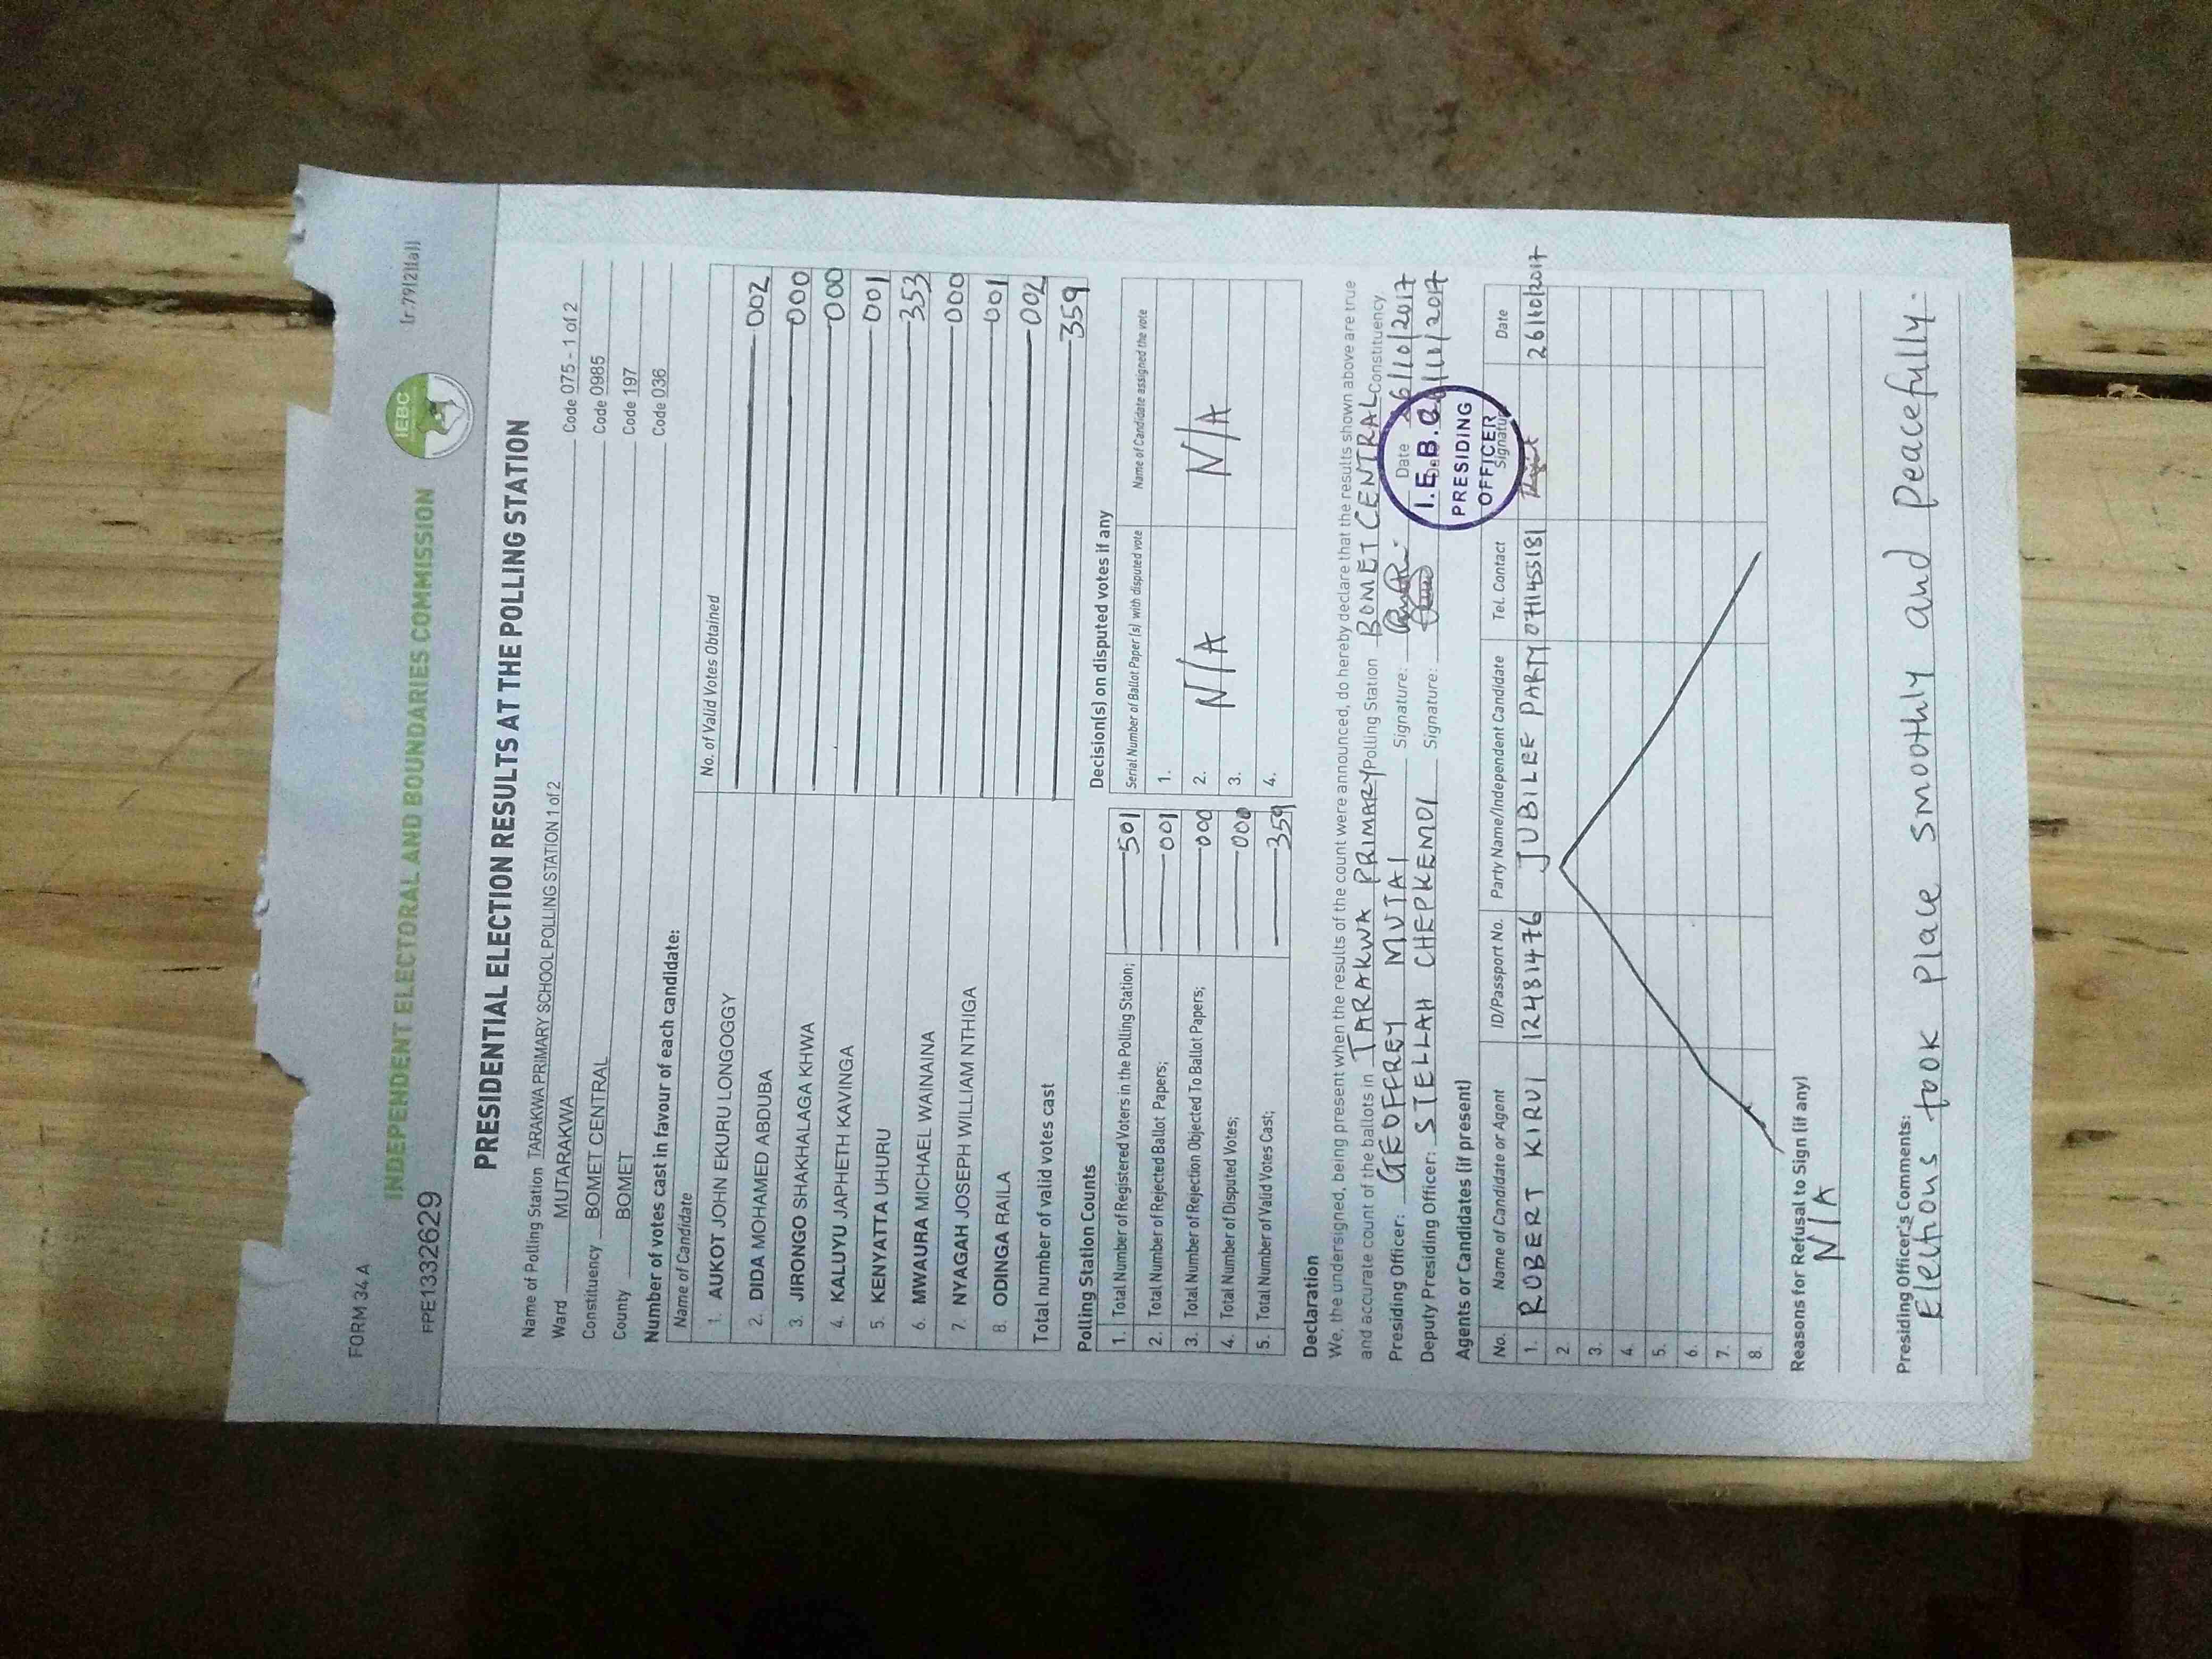 FORM 34 A
Ir.79(2)(a)]
INDEPENDENT ELECTORAL AND BOUNDARIES COMMISSION
IEBC
PPE1332629
PRESIDENTIAL ELECTION RESULTS AT THE POLLING STATION
Name of Polling Station TARAKWA PRIMARY SCHOOL POLLING STATION 1 of 2 Code 075 - 1 of 2
Ward MUTARAKWA Code 0985
Constituency BOMET CENTRAL Code 197
County BOMET Code 036
Number of votes cast in favour of each candidate:
Name of Candidate No. of Valid Votes Obtained
1. AUKOT JOHN EKURU LONGOGGY 002
2. DIDA MOHAMED ABDUBA 000
3. JIRONGO SHAKHALAGA KHWA 000
4. KALUYU JAPHETH KAVINGA 001
5. KENYATTA UHURU 353
6. MWAURA MICHAEL WAINAINA 000
7. NYAGAH JOSEPH WILLIAM NTHIGA 001
8. ODINGA RAILA 002
Total number of valid votes cast 359
Polling Station Counts Decision(s) on disputed votes if any
Serial Number of Ballot Paper(s) with disputed vote Name of Candidate assigned the vote
1. Total Number of Registered Voters in the Polling Station; 501 1.
2. Total Number of Rejected Ballot Papers; 001 2. N/A N/A
3. Total Number of Rejection Objected To Ballot Papers; 000 3.
4. Total Number of Disputed Votes; 000 4.
5. Total Number of Valid Votes Cast; 359
Declaration
We, the undersigned, being present when the results of the count were announced, do hereby declare that the results shown above are true
and accurate count of the ballots in TARAKWA PRIMARY Polling Station BOMET CENTRAL Constituency.
Presiding Officer: GEOFFREY MUTAI Signature: Date 26/10/2017
Deputy Presiding Officer: STELLAH CHEPKEMOI Signature: Date 26/10/2017
I.E.B.C
PRESIDING
OFFICER
Agents or Candidates (if present)
No. Name of Candidate or Agent ID/Passport No. Party Name/Independent Candidate Tel. Contact Signature Date
1. ROBERT KIRUI 12481476 JUBILEE PARTY 0711455181 26/10/2017
2.
3.
4.
5.
6.
7.
8.
Reasons for Refusal to Sign (if any)
N/A
Presiding Officer's Comments:
Elections took place smoothly and peacefully.